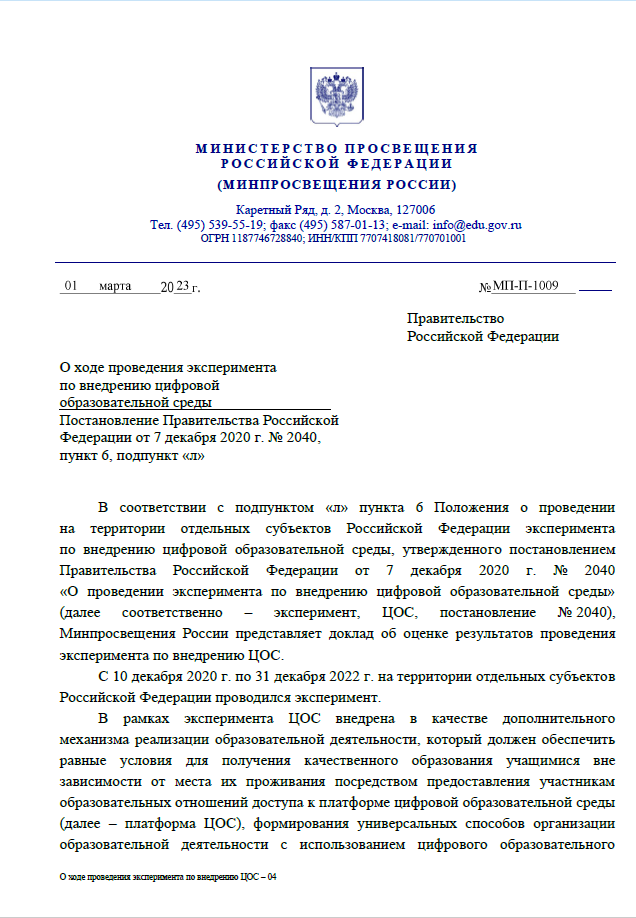 МИНИСТЕРСТВО ПРОСВЕЩЕНИЯ
РОССИЙСКОЙ ФЕДЕРАЦИИ
(МИНПРОСВЕЩЕНИЯ РОССИИ)
Каретный Ряд, д. 2, Москва, 127006
Тел. (495) 539-55-19; факс (495) 587-01-13; e-mail: info@edu.gov.ru
ОГРН 1187746728840; ИНН/КПП 7707418081/770701001
01 марта 2023 г.
№ МП-П-1009
Правительство
Российской Федерации
О ходе проведения эксперимента
по внедрению цифровой
образовательной среды
Постановление Правительства Российской
Федерации от 7 декабря 2020 г. № 2040,
пункт 6, подпункт «л»
В соответствии с подпунктом «л» пункта 6 Положения о проведении
на территории отдельных субъектов Российской Федерации эксперимента
по внедрению цифровой образовательной среды, утвержденного постановлением
Правительства Российской Федерации от 7 декабря 2020 г. № 2040
«О проведении эксперимента по внедрению цифровой образовательной среды»
(далее соответственно – эксперимент, ЦОС, постановление № 2040),
Минпросвещения России представляет доклад об оценке результатов проведения
эксперимента по внедрению ЦОС.
С 10 декабря 2020 г. по 31 декабря 2022 г. на территории отдельных субъектов
Российской Федерации проводился эксперимент.
В рамках эксперимента ЦОС внедрена в качестве дополнительного
механизма реализации образовательной деятельности, который должен обеспечить
равные условия для получения качественного образования учащимися вне
зависимости от места их проживания посредством предоставления участникам
образовательных отношений доступа к платформе цифровой образовательной среды
(далее – платформа ЦОС), формирования универсальных способов организации
образовательной деятельности с использованием цифрового образовательного
О ходе проведения эксперимента по внедрению ЦОС – 04